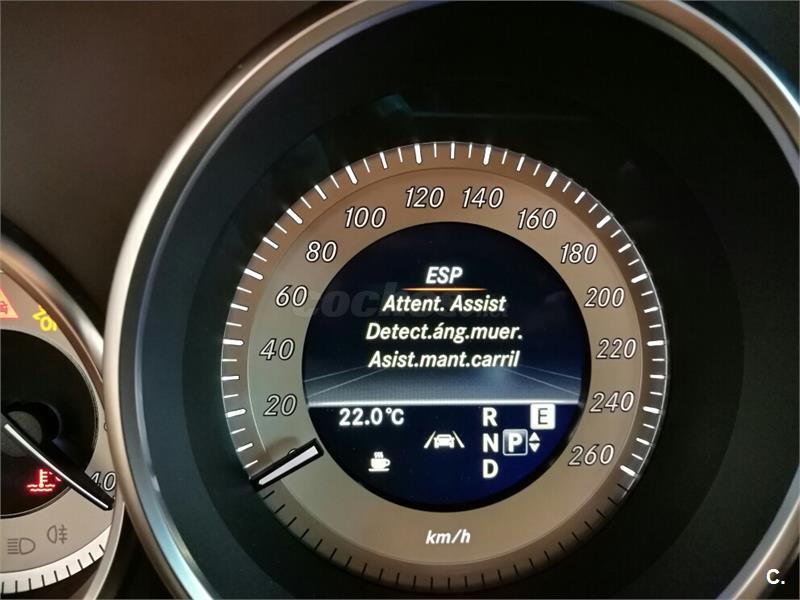 120 140
100 160
80 180
60 200
40 220
20 240
260
ESP
Attent. Assist
Detect.áng.muer.
Asist.mant.carril
22.0°C R E
N P
D
km/h
40
C.